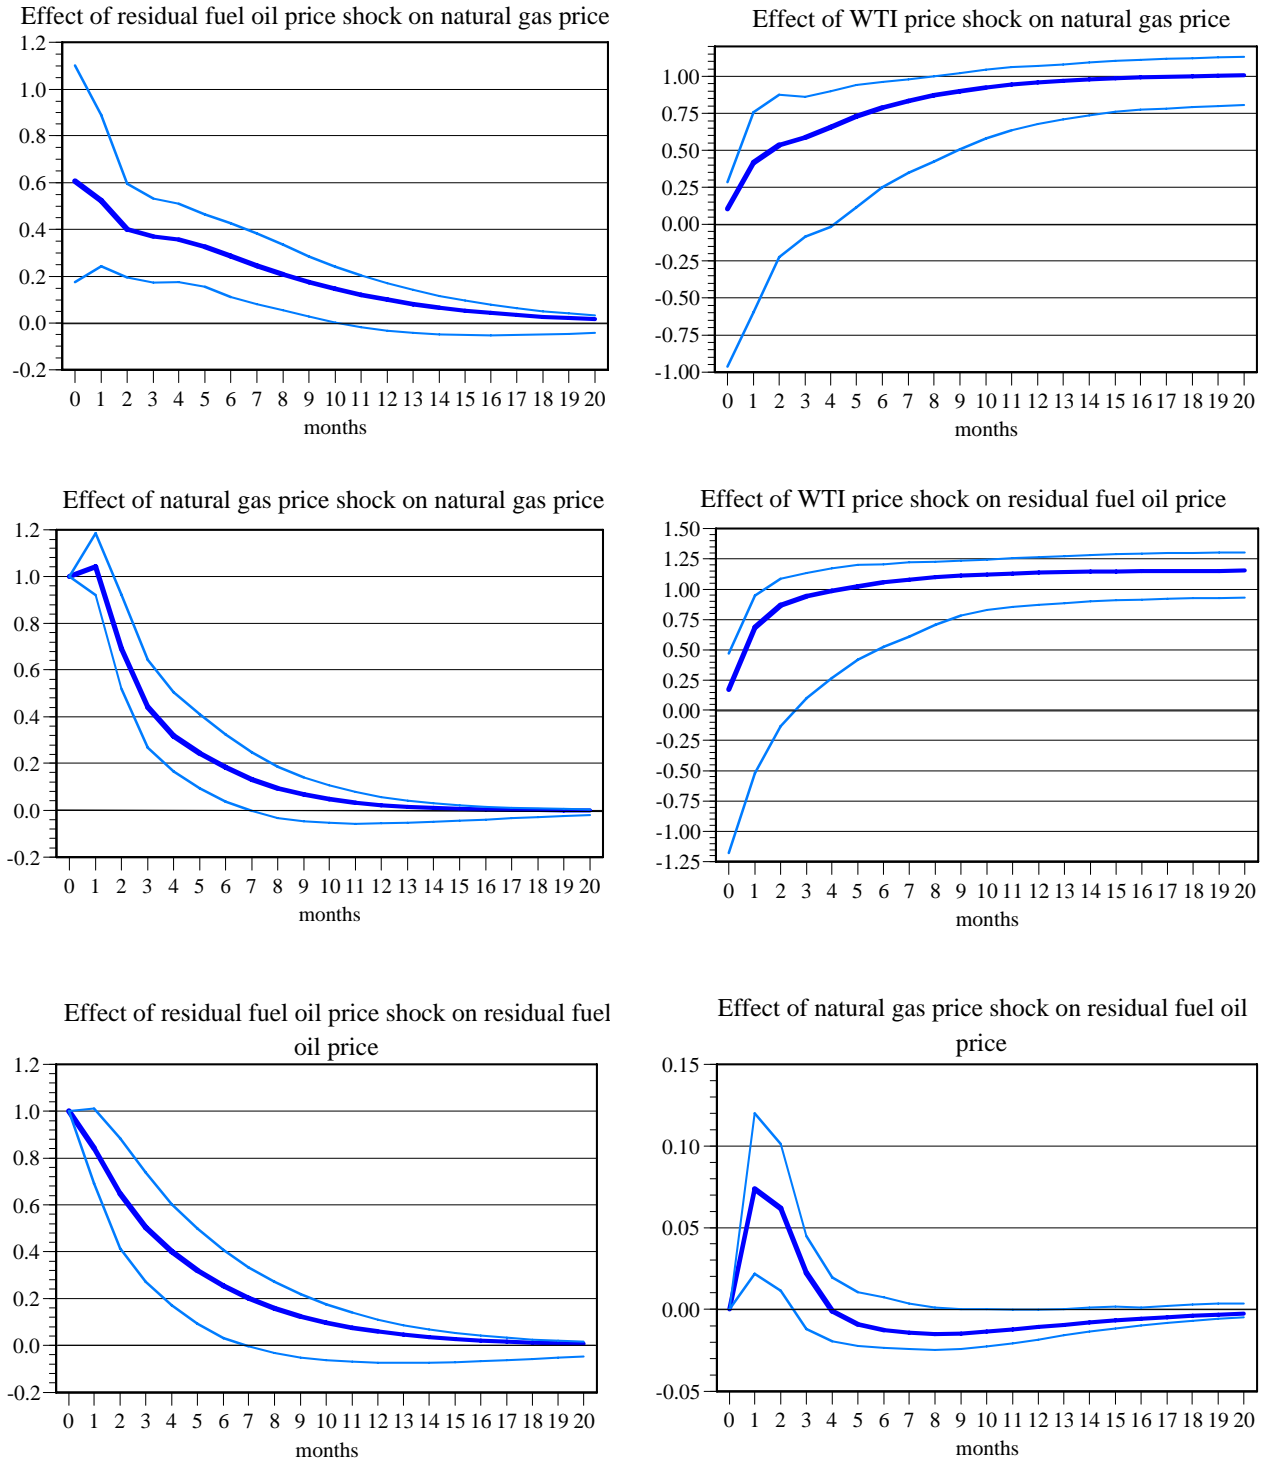 Effect of residual fuel oil price shock on natural gas price
1.2
1.0
0.8
0.6
0.4
0.2
0.0
-0.2
0 1 2 3 4 5 6 7 8 9 10 11 12 13 14 15 16 17 18 19 20
months
Effect of WTI price shock on natural gas price
1.00
0.75
0.50
0.25
0.00
-0.25
-0.50
-0.75
-1.00
0 1 2 3 4 5 6 7 8 9 10 11 12 13 14 15 16 17 18 19 20
months
Effect of natural gas price shock on natural gas price
1.2
1.0
0.8
0.6
0.4
0.2
0.0
-0.2
0 1 2 3 4 5 6 7 8 9 10 11 12 13 14 15 16 17 18 19 20
months
Effect of WTI price shock on residual fuel oil price
1.50
1.25
1.00
0.75
0.50
0.25
0.00
-0.25
-0.50
-0.75
-1.00
-1.25
0 1 2 3 4 5 6 7 8 9 10 11 12 13 14 15 16 17 18 19 20
months
Effect of residual fuel oil price shock on residual fuel
oil price
1.2
1.0
0.8
0.6
0.4
0.2
0.0
-0.2
0 1 2 3 4 5 6 7 8 9 10 11 12 13 14 15 16 17 18 19 20
months
Effect of natural gas price shock on residual fuel oil
price
0.15
0.10
0.05
0.00
-0.05
0 1 2 3 4 5 6 7 8 9 10 11 12 13 14 15 16 17 18 19 20
months